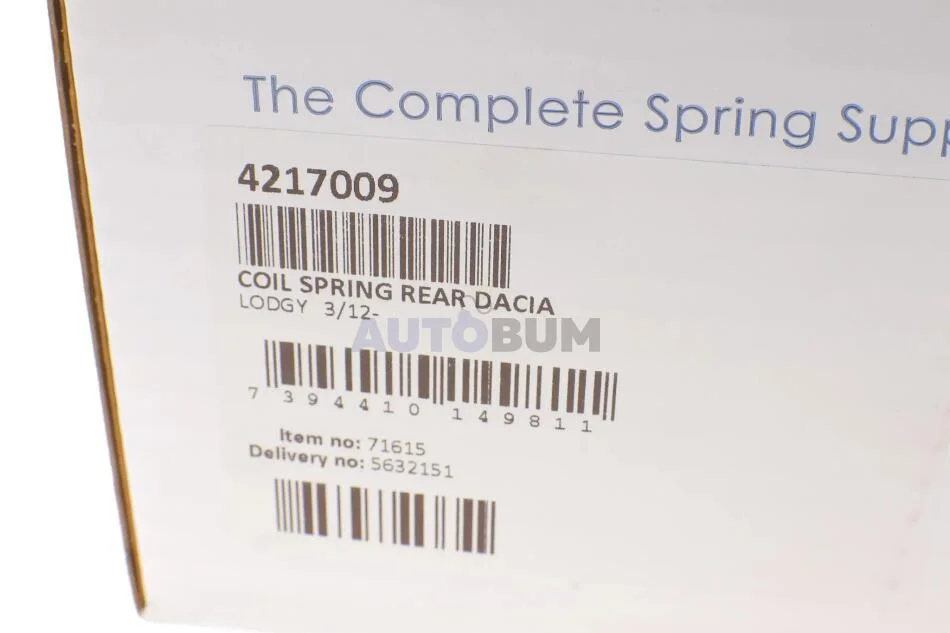 The Complete Spring Supp
4217009
COIL SPRING REAR DACIA
LODGY 3/12-
AUTOBUM
7 394410 149811
Item no: 71615
Delivery no: 5632151